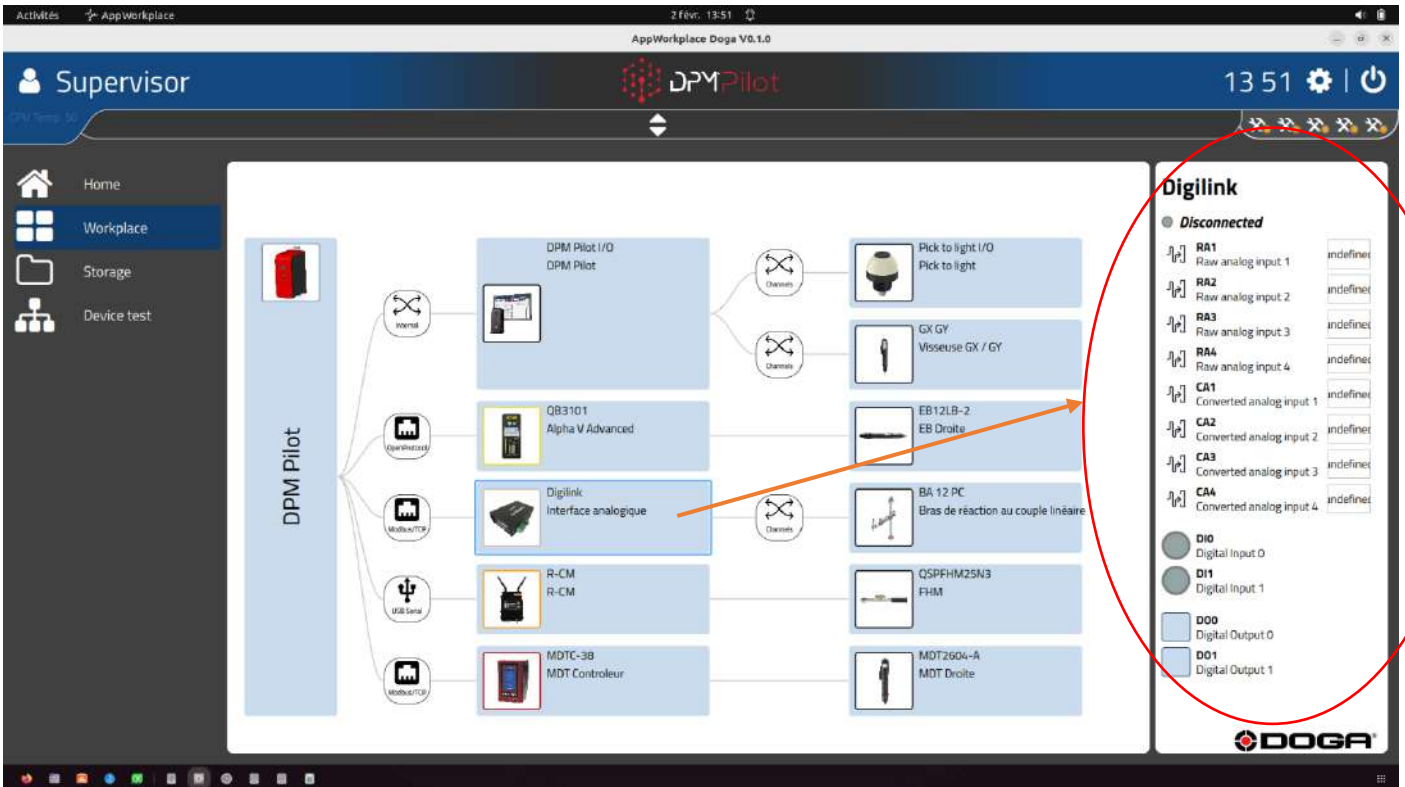 Activités AppWorkplace 2 févr. 13:51
AppWorkplace Doga V0.1.0
Supervisor DPMPilot 13 51
CPU Temp. 50
Home
Workplace
Storage
Device test
DPM Pilot
Internal
DPM Pilot I/O
DPM Pilot
Channels
Pick to light I/O
Pick to light
Channels
GX GY
Visseuse GX / GY
OpenProtocol
QB3101
Alpha V Advanced
EB12LB-2
EB Droite
Modbus/TCP
Digilink
Interface analogique
Channels
BA 12 PC
Bras de réaction au couple linéaire
USB Serial
R-CM
R-CM
QSPFHM25N3
FHM
Modbus/TCP
MDTC-38
MDT Controleur
MDT2604-A
MDT Droite
Digilink
Disconnected
RA1
Raw analog input 1
undefined
RA2
Raw analog input 2
undefined
RA3
Raw analog input 3
undefined
RA4
Raw analog input 4
undefined
CA1
Converted analog input 1
undefined
CA2
Converted analog input 2
undefined
CA3
Converted analog input 3
undefined
CA4
Converted analog input 4
undefined
DI0
Digital Input 0
DI1
Digital Input 1
DO0
Digital Output 0
DO1
Digital Output 1
DOGA